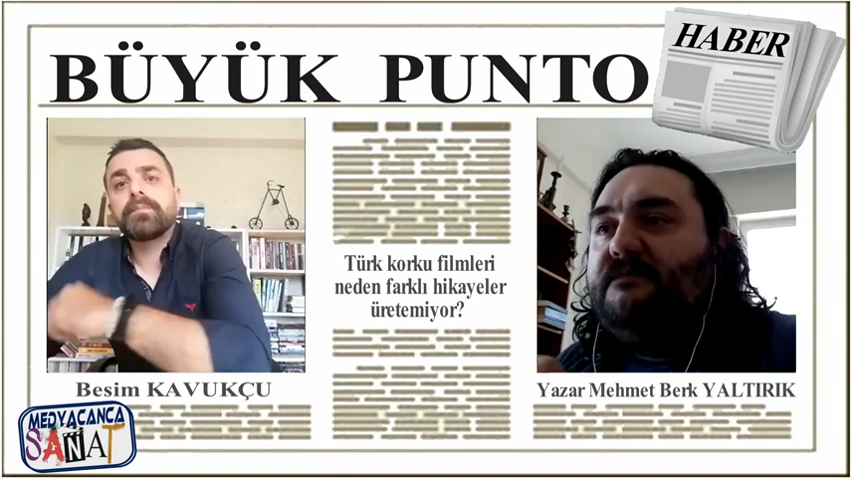 BÜYÜK PUNTO
HABER
Türk korku filmleri
neden farklı hikayeler
üretemiyor?
Besim KAVUKÇU
Yazar Mehmet Berk YALTIRIK
MEDYACANCA
SANAT